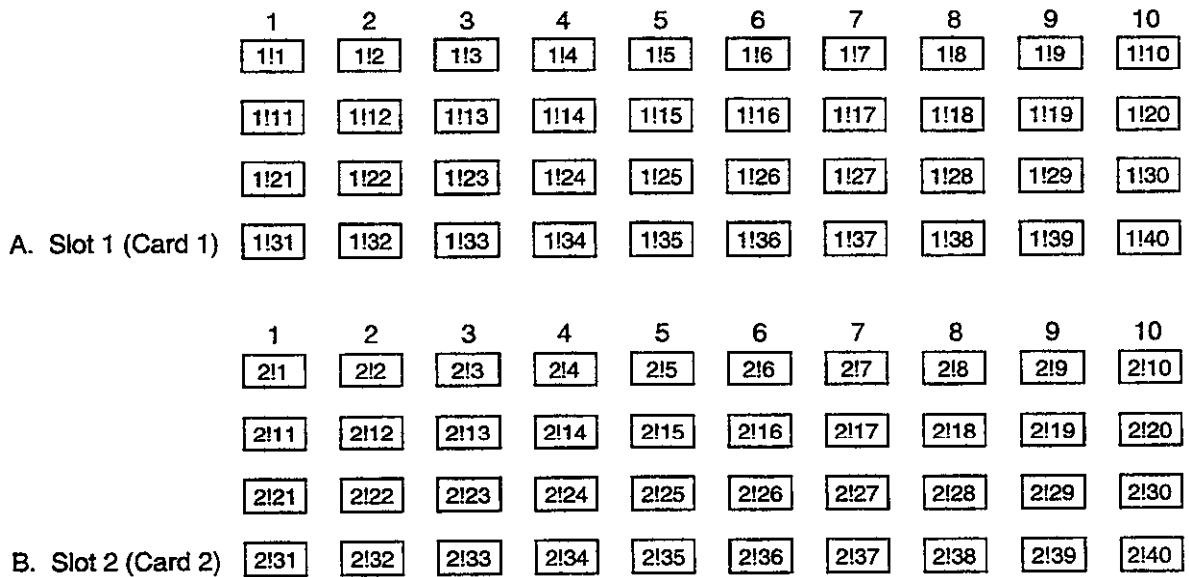 1 2 3 4 5 6 7 8 9 10
1!1 1!2 1!3 1!4 1!5 1!6 1!7 1!8 1!9 1!10
1!11 1!12 1!13 1!14 1!15 1!16 1!17 1!18 1!19 1!20
1!21 1!22 1!23 1!24 1!25 1!26 1!27 1!28 1!29 1!30
A. Slot 1 (Card 1) 1!31 1!32 1!33 1!34 1!35 1!36 1!37 1!38 1!39 1!40
1 2 3 4 5 6 7 8 9 10
2!1 2!2 2!3 2!4 2!5 2!6 2!7 2!8 2!9 2!10
2!11 2!12 2!13 2!14 2!15 2!16 2!17 2!18 2!19 2!20
2!21 2!22 2!23 2!24 2!25 2!26 2!27 2!28 2!29 2!30
B. Slot 2 (Card 2) 2!31 2!32 2!33 2!34 2!35 2!36 2!37 2!38 2!39 2!40